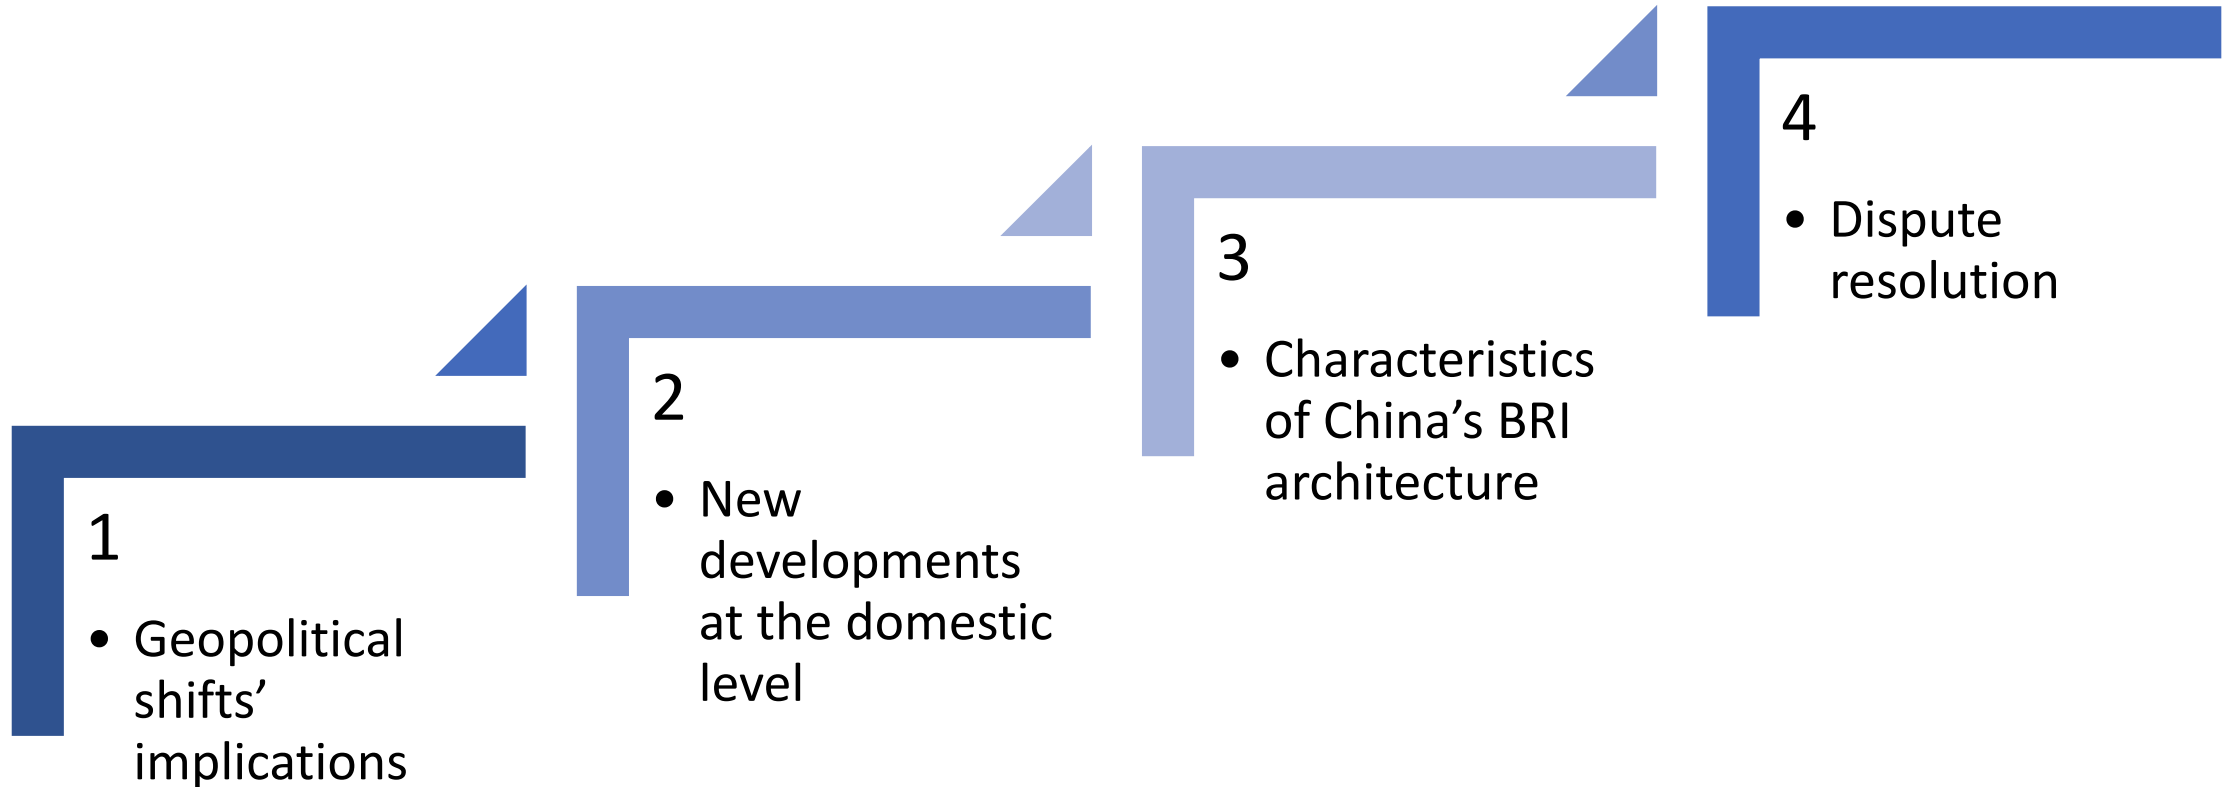 1
• Geopolitical
shifts’
implications
2
• New
developments
at the domestic
level
3
• Characteristics
of China’s BRI
architecture
4
• Dispute
resolution